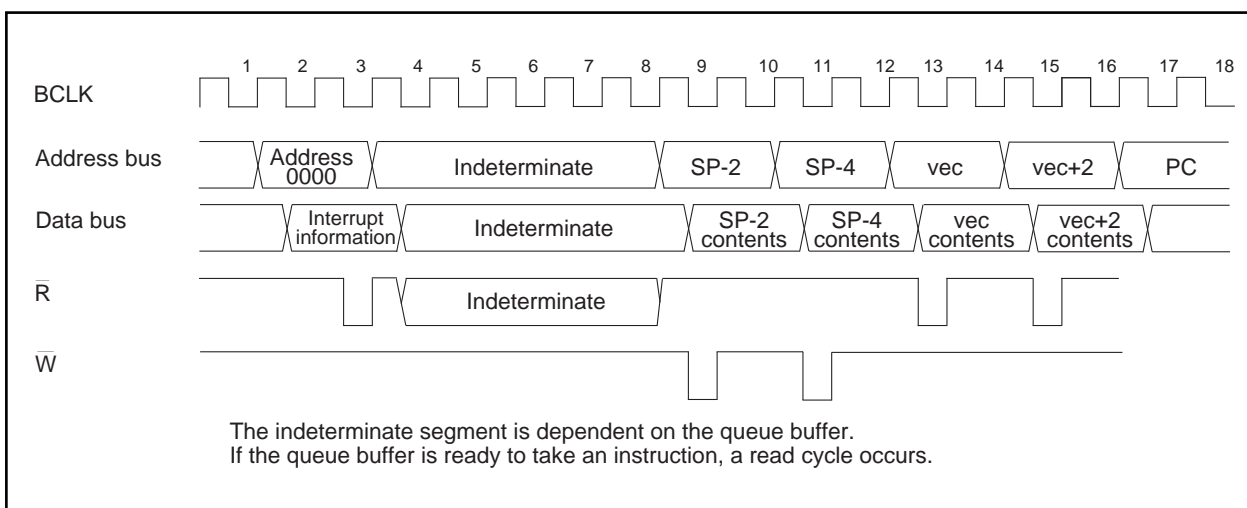 1 2 3 4 5 6 7 8 9 10 11 12 13 14 15 16 17 18
BCLK
Address bus
Address
0000
Indeterminate
SP-2
SP-4
vec
vec+2
PC
Data bus
Interrupt
information
Indeterminate
SP-2
contents
SP-4
contents
vec
contents
vec+2
contents
R
Indeterminate
W
The indeterminate segment is dependent on the queue buffer.
If the queue buffer is ready to take an instruction, a read cycle occurs.